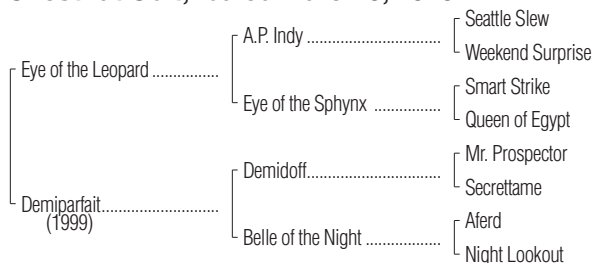 Seattle Slew
A.P. Indy
Weekend Surprise
Eye of the Leopard
Smart Strike
Eye of the Sphynx
Queen of Egypt
Mr. Prospector
Demidoff
Secrettame
Demiparfait
(1999)
Aferd
Belle of the Night
Night Lookout